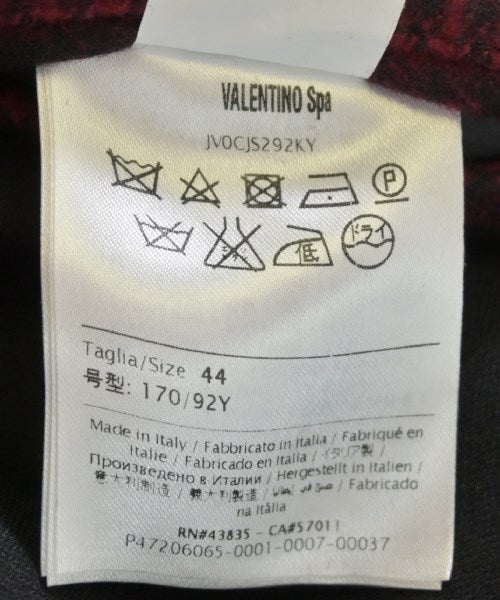 VALENTINO Spa
JV0CJS292KY
P
低 ドライ
Taglia/Size 44
号型: 170/92Y
Made in Italy / Fabbricato in Italia / Fabriqué en
Italie / Fabricado en Italia / イタリア製 /
Произведено в Италии / Hergestellt in Italien /
意大利制造 / 義大利製造 / صنع في إيطاليا / Fabricado
na Itália
RN#43835 - CA#57011
P47206065-0001-0007-00037